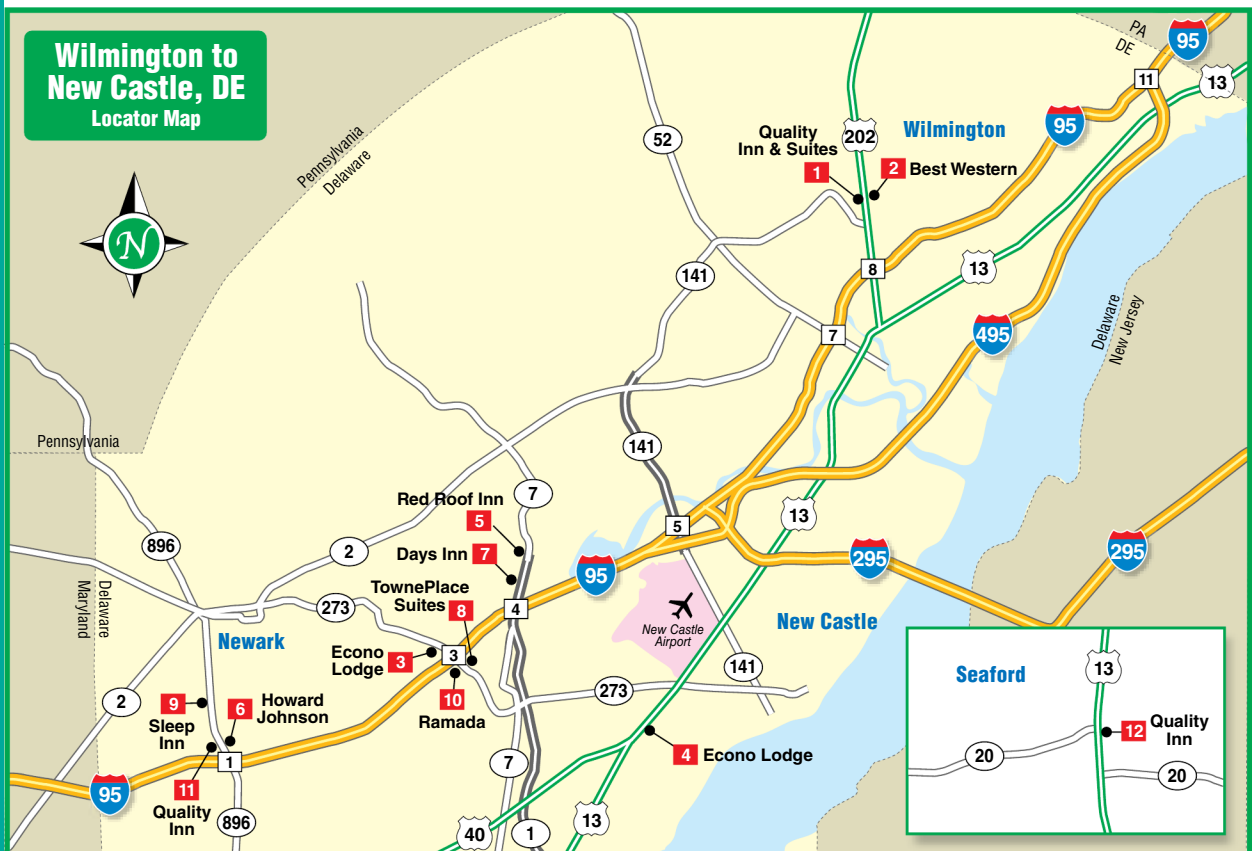 Wilmington to
New Castle, DE
Locator Map
N
PA
DE
95
11
13
Pennsylvania
Delaware
52
202
Wilmington
95
Quality
Inn & Suites
1
2 Best Western
141
8
13
7
495
Delaware
New Jersey
Pennsylvania
141
7
Red Roof Inn
5
5
13
896
2
Days Inn 7
95
295
295
TownePlace
Suites
8
4
273
Maryland
Delaware
New Castle
Airport
New Castle
Newark
Econo
Lodge
3
3
141
10
Ramada
273
2
9
Sleep
Inn
6
Howard
Johnson
1
11
Quality
Inn
95
896
7
4 Econo Lodge
40
1
13
Seaford
13
12
Quality
Inn
20
20